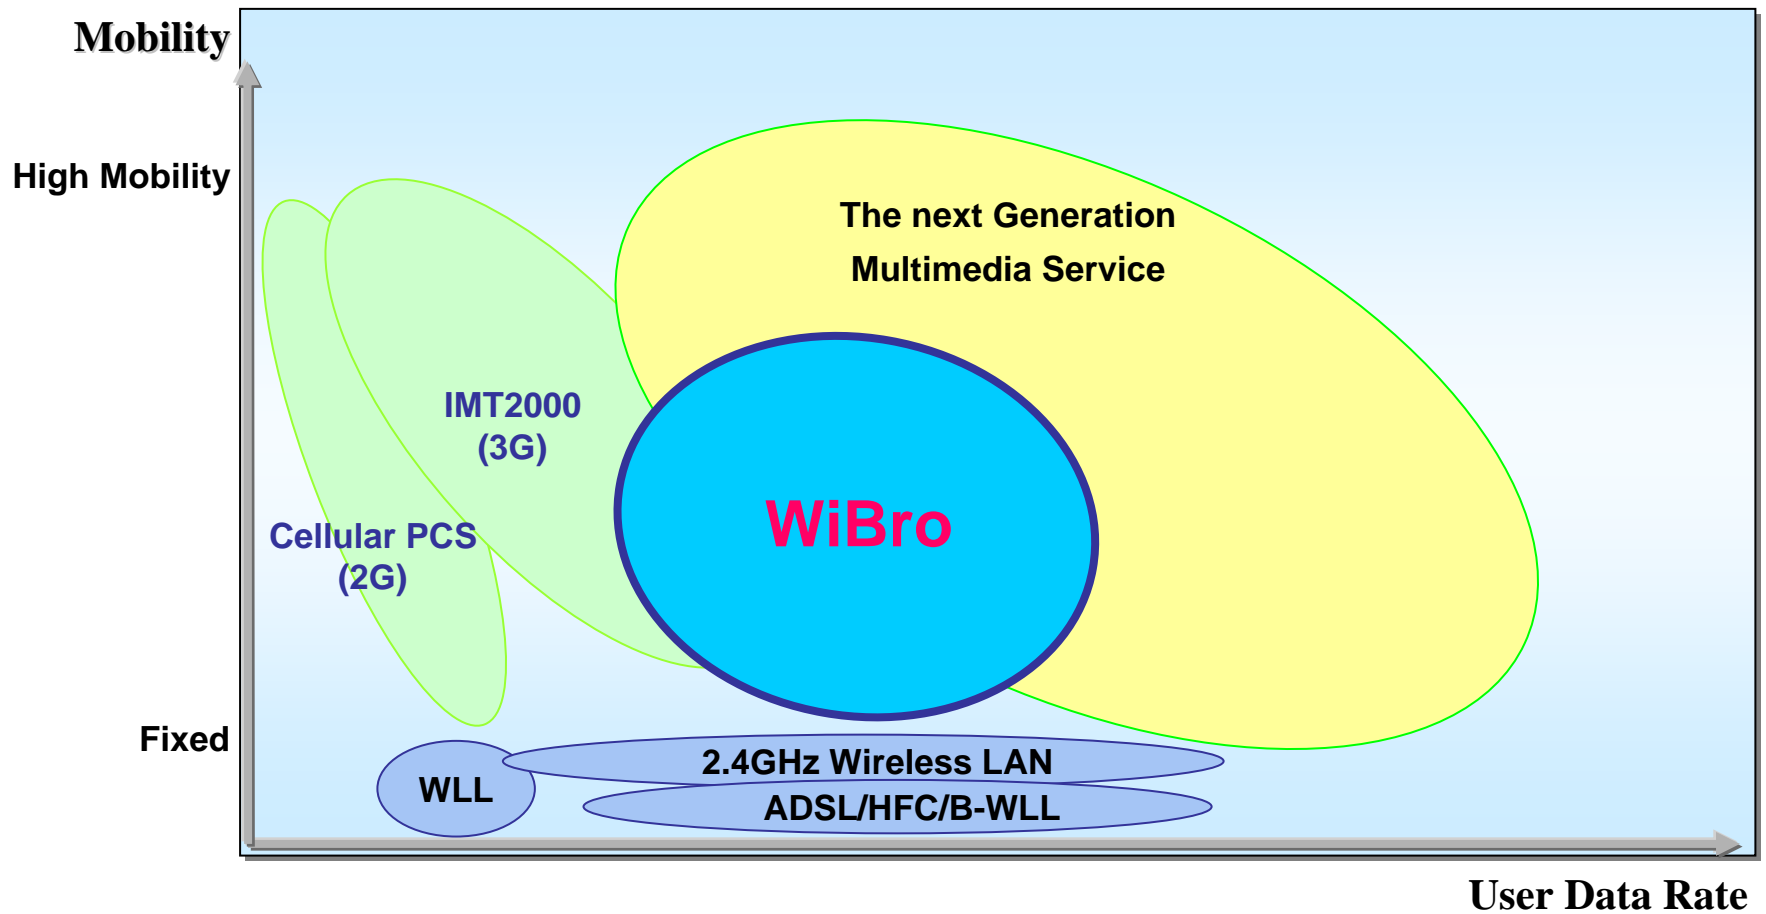 Mobility
High Mobility
The next Generation
Multimedia Service
IMT2000
(3G)
WiBro
Cellular PCS
(2G)
Fixed
2.4GHz Wireless LAN
WLL
ADSL/HFC/B-WLL
User Data Rate